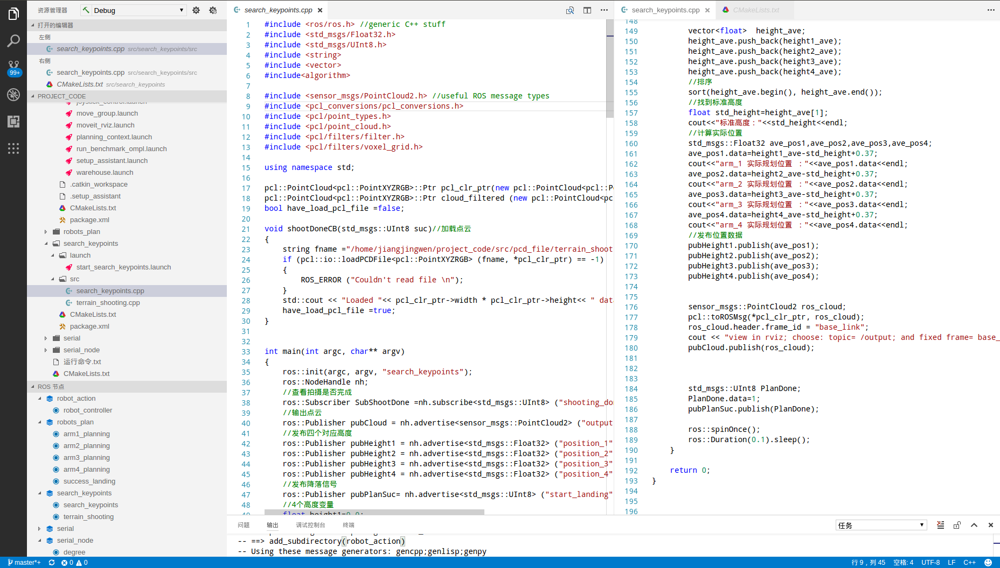 资源管理器
Debug
打开的编辑器
左侧
search_keypoints.cpp src/search_keypoints/src
右侧
search_keypoints.cpp src/search_keypoints/src
CMakeLists.txt src/search_keypoints
99+
PROJECT_CODE
joystick_control.launch
move_group.launch
moveit_rviz.launch
planning_context.launch
run_benchmark_ompl.launch
setup_assistant.launch
warehouse.launch
.catkin_workspace
.setup_assistant
CMakeLists.txt
package.xml
robots_plan
search_keypoints
launch
start_search_keypoints.launch
src
search_keypoints.cpp
terrain_shooting.cpp
CMakeLists.txt
package.xml
serial
serial_node
运行命令.txt
CMakeLists.txt
ROS 节点
robot_action
robot_controller
robots_plan
arm1_planning
arm2_planning
arm3_planning
arm4_planning
success_landing
search_keypoints
search_keypoints
terrain_shooting
serial
serial_node
degree
search_keypoints.cpp
1 #include <ros/ros.h> //generic C++ stuff
2 #include <std_msgs/Float32.h>
3 #include <std_msgs/UInt8.h>
4 #include <string>
5 #include <vector>
6 #include<algorithm>
7
8 #include <sensor_msgs/PointCloud2.h> //useful ROS message types
9 #include <pcl_conversions/pcl_conversions.h>
10 #include <pcl/point_types.h>
11 #include <pcl/point_cloud.h>
12 #include <pcl/filters/filter.h>
13 #include <pcl/filters/voxel_grid.h>
14
15 using namespace std;
16
17 pcl::PointCloud<pcl::PointXYZRGB>::Ptr pcl_clr_ptr(new pcl::PointCloud<pcl::P
18 pcl::PointCloud<pcl::PointXYZRGB>::Ptr cloud_filtered (new pcl::PointCloud<pc
19 bool have_load_pcl_file =false;
20
21 void shootDoneCB(std_msgs::UInt8 suc)//加载点云
22 {
23 string fname ="/home/jiangjingwen/project_code/src/pcd_file/terrain_shoot
24 if (pcl::io::loadPCDFile<pcl::PointXYZRGB> (fname, *pcl_clr_ptr) == -1)
25 {
26 ROS_ERROR ("Couldn't read file \n");
27 }
28 std::cout << "Loaded "<< pcl_clr_ptr->width * pcl_clr_ptr->height<< " dat
29 have_load_pcl_file =true;
30 }
31
32
33 int main(int argc, char** argv)
34 {
35 ros::init(argc, argv, "search_keypoints");
36 ros::NodeHandle nh;
37 //查看拍摄是否完成
38 ros::Subscriber SubShootDone =nh.subscribe<std_msgs::UInt8> ("shooting_do
39 //输出点云
40 ros::Publisher pubCloud = nh.advertise<sensor_msgs::PointCloud2> ("output
41 //发布四个对应高度
42 ros::Publisher pubHeight1 = nh.advertise<std_msgs::Float32> ("position_1"
43 ros::Publisher pubHeight2 = nh.advertise<std_msgs::Float32> ("position_2"
44 ros::Publisher pubHeight3 = nh.advertise<std_msgs::Float32> ("position_3"
45 ros::Publisher pubHeight4 = nh.advertise<std_msgs::Float32> ("position_4"
46 //发布降落信号
47 ros::Publisher pubPlanSuc= nh.advertise<std_msgs::UInt8> ("start_landing"
48 //4个高度变量
49 float height1=0.0;
search_keypoints.cpp CMakeLists.txt
148
149 vector<float> height_ave;
150 height_ave.push_back(height1_ave);
151 height_ave.push_back(height2_ave);
152 height_ave.push_back(height3_ave);
153 height_ave.push_back(height4_ave);
154 //排序
155 sort(height_ave.begin(), height_ave.end());
156 //找到标准高度
157 float std_height=height_ave[1];
158 cout<<"标准高度："<<std_height<<endl;
159 //计算实际位置
160 std_msgs::Float32 ave_pos1,ave_pos2,ave_pos3,ave_pos4;
161 ave_pos1.data=height1_ave-std_height+0.37;
162 cout<<"arm_1 实际规划位置 ："<<ave_pos1.data<<endl;
163 ave_pos2.data=height2_ave-std_height+0.37;
164 cout<<"arm_2 实际规划位置 ："<<ave_pos2.data<<endl;
165 ave_pos3.data=height3_ave-std_height+0.37;
166 cout<<"arm_3 实际规划位置 ："<<ave_pos3.data<<endl;
167 ave_pos4.data=height4_ave-std_height+0.37;
168 cout<<"arm_4 实际规划位置 ："<<ave_pos4.data<<endl;
169 //发布位置数据
170 pubHeight1.publish(ave_pos1);
171 pubHeight2.publish(ave_pos2);
172 pubHeight3.publish(ave_pos3);
173 pubHeight4.publish(ave_pos4);
174
175
176 sensor_msgs::PointCloud2 ros_cloud;
177 pcl::toROSMsg(*pcl_clr_ptr, ros_cloud);
178 ros_cloud.header.frame_id = "base_link";
179 cout << "view in rviz; choose: topic= /output; and fixed frame= base_
180 pubCloud.publish(ros_cloud);
181
182
183
184 std_msgs::UInt8 PlanDone;
185 PlanDone.data=1;
186 pubPlanSuc.publish(PlanDone);
187
188 ros::spinOnce();
189 ros::Duration(0.1).sleep();
190 }
191
192 return 0;
193 }
194
195
196
问题 输出 调试控制台 终端
任务
-- ==> add_subdirectory(robot_action)
-- Using these message generators: gencpp;genlisp;genpy
master*+ 0 0
行 9，列 45 空格: 4 UTF-8 LF C++